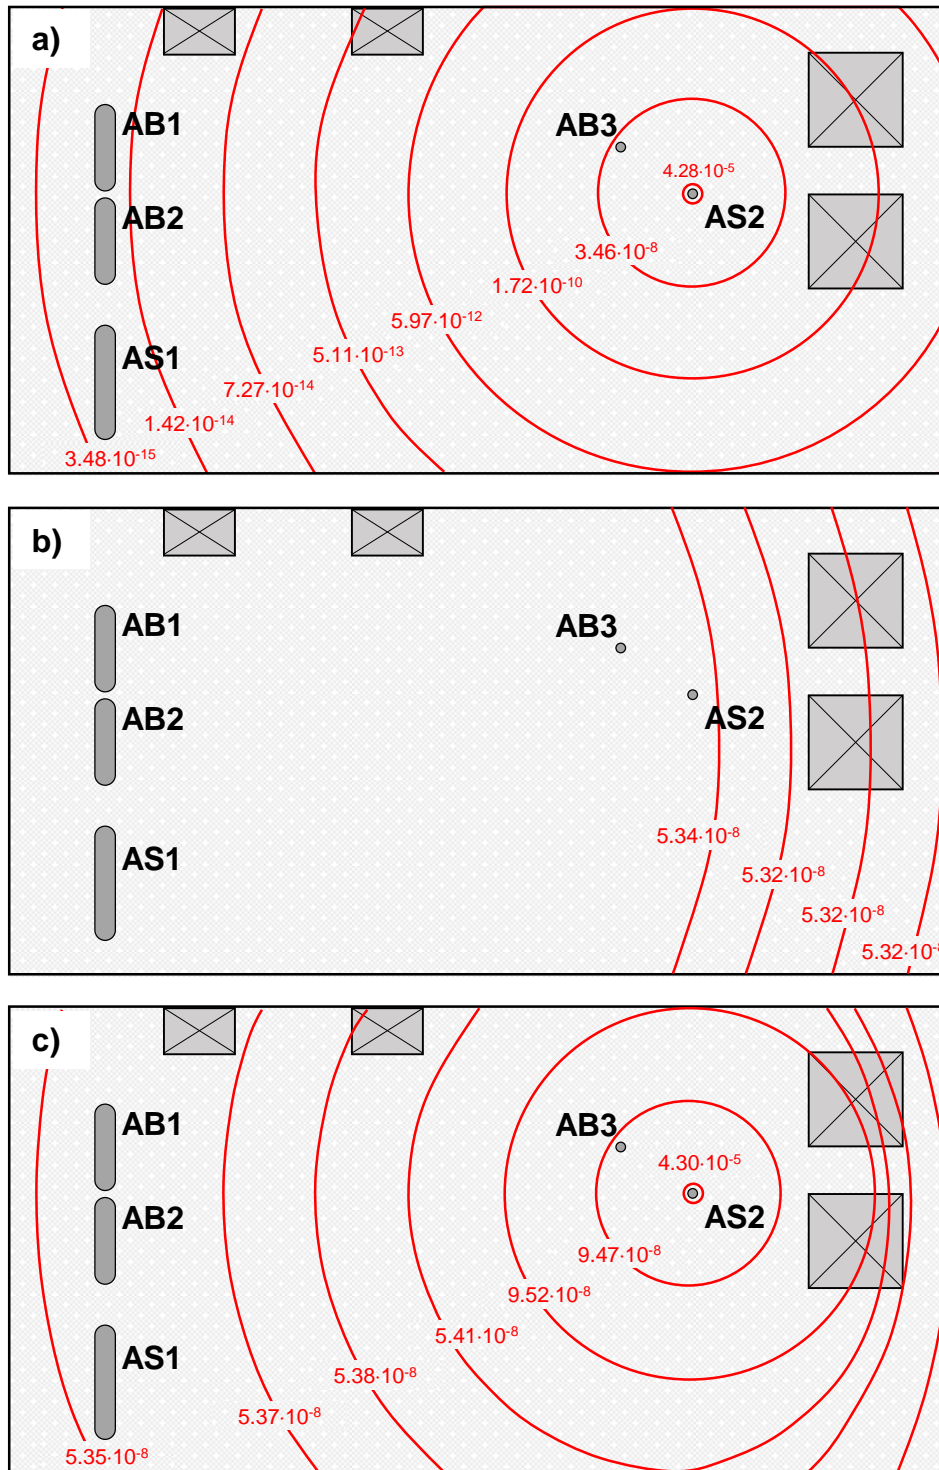 a)
AB1
AB3
4.28·10⁻⁵
AB2
AS2
3.46·10⁻⁸
1.72·10⁻¹⁰
5.97·10⁻¹²
AS1
5.11·10⁻¹³
7.27·10⁻¹⁴
1.42·10⁻¹⁴
3.48·10⁻¹⁵
b)
AB1
AB3
AB2
AS2
5.34·10⁻⁸
AS1
5.32·10⁻⁸
5.32·10⁻⁸
5.32·10⁻⁸
c)
AB1
AB3
4.30·10⁻⁵
AB2
AS2
9.47·10⁻⁸
9.52·10⁻⁸
5.41·10⁻⁸
AS1
5.38·10⁻⁸
5.37·10⁻⁸
5.35·10⁻⁸